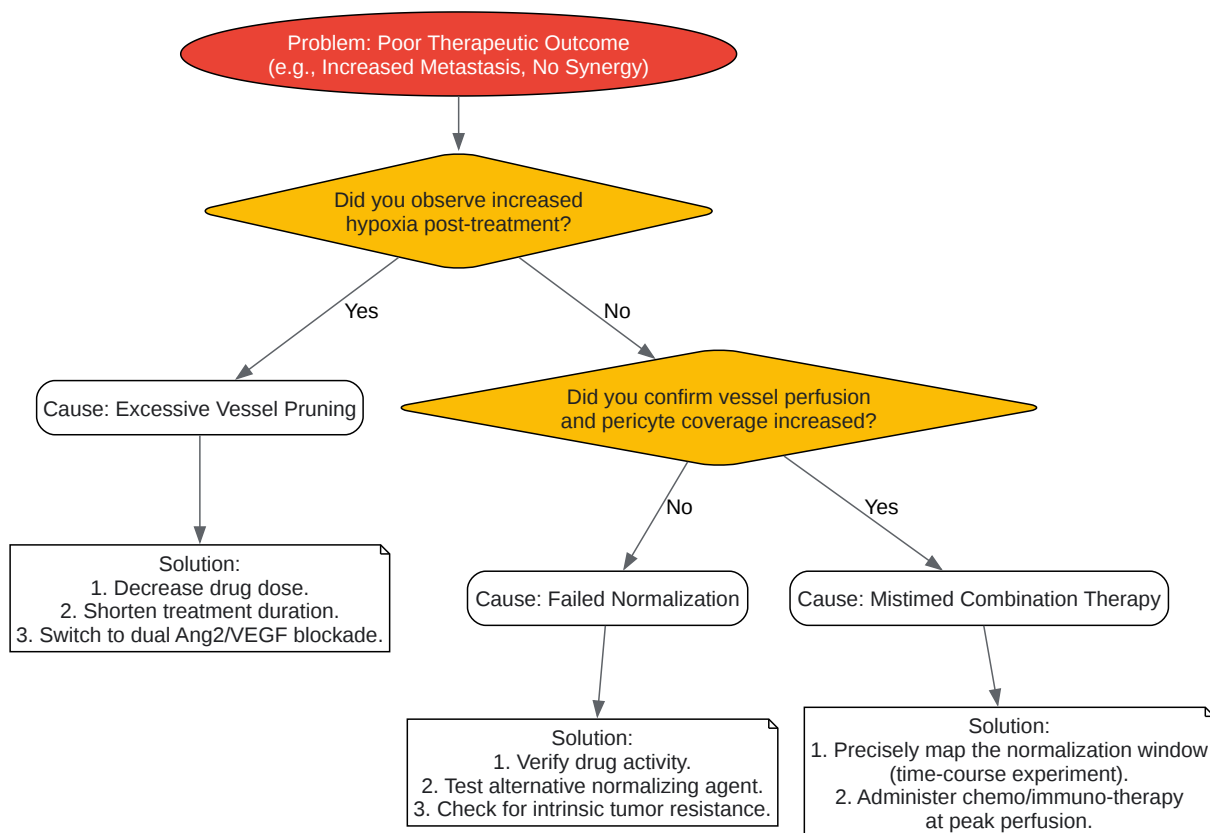 Problem: Poor Therapeutic Outcome
(e.g., Increased Metastasis, No Synergy)
Did you observe increased
hypoxia post-treatment?
Yes
No
Cause: Excessive Vessel Pruning
Did you confirm vessel perfusion
and pericyte coverage increased?
No
Yes
Solution:
1. Decrease drug dose.
2. Shorten treatment duration.
3. Switch to dual Ang2/VEGF blockade.
Cause: Failed Normalization
Cause: Mistimed Combination Therapy
Solution:
1. Verify drug activity.
2. Test alternative normalizing agent.
3. Check for intrinsic tumor resistance.
Solution:
1. Precisely map the normalization window
(time-course experiment).
2. Administer chemo/immuno-therapy
at peak perfusion.